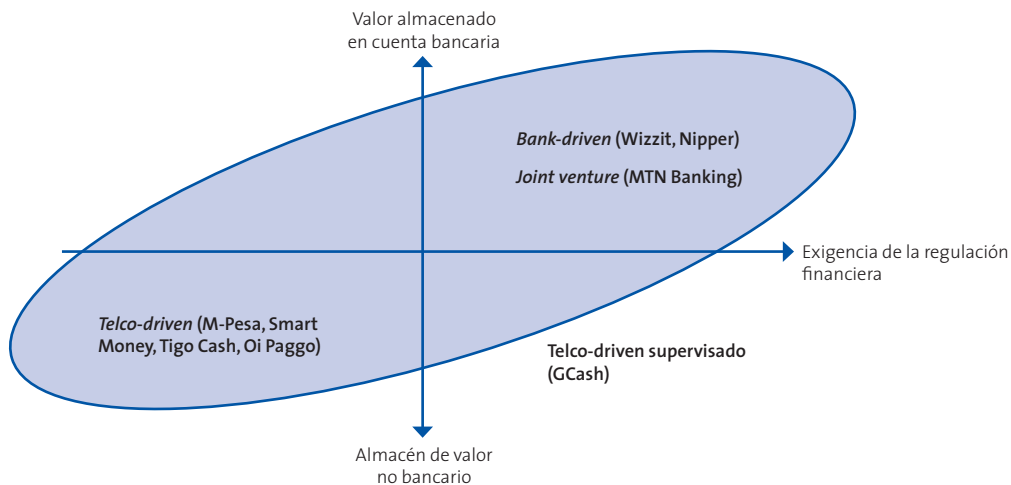 Valor almacenado
en cuenta bancaria
Bank-driven (Wizzit, Nipper)
Joint venture (MTN Banking)
Exigencia de la regulación
financiera
Telco-driven (M-Pesa, Smart
Money, Tigo Cash, Oi Paggo)
Telco-driven supervisado
(GCash)
Almacén de valor
no bancario